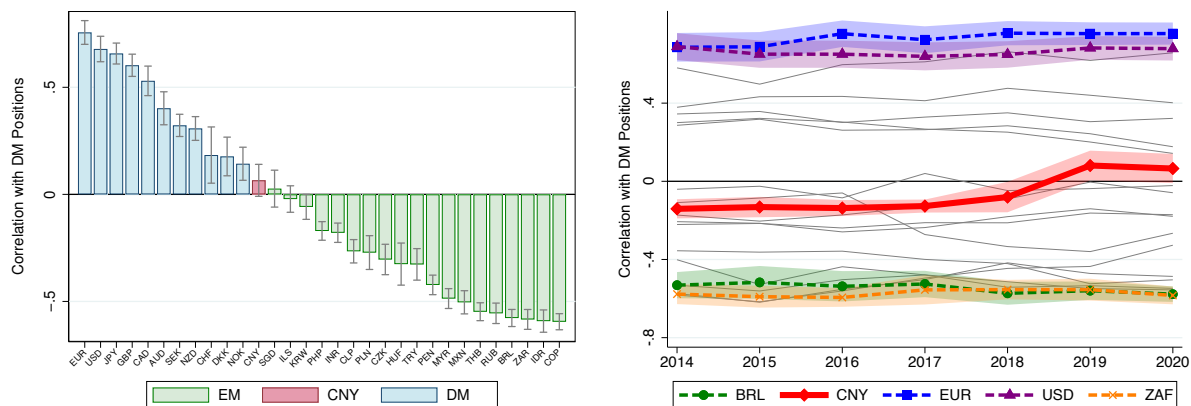 Correlation with DM Positions
.5
0
-.5
EUR USD JPY GBP CAD AUD SEK NZD CHF DKK NOK CNY SGD ILS KRW PHP INR CLP PLN CZK HUF TRY PEN MYR MXN THB RUB BRL ZAR IDR COP
EM CNY DM
Correlation with DM Positions
.4
0
-.4
-.8
2014 2015 2016 2017 2018 2019 2020
BRL CNY EUR USD ZAF